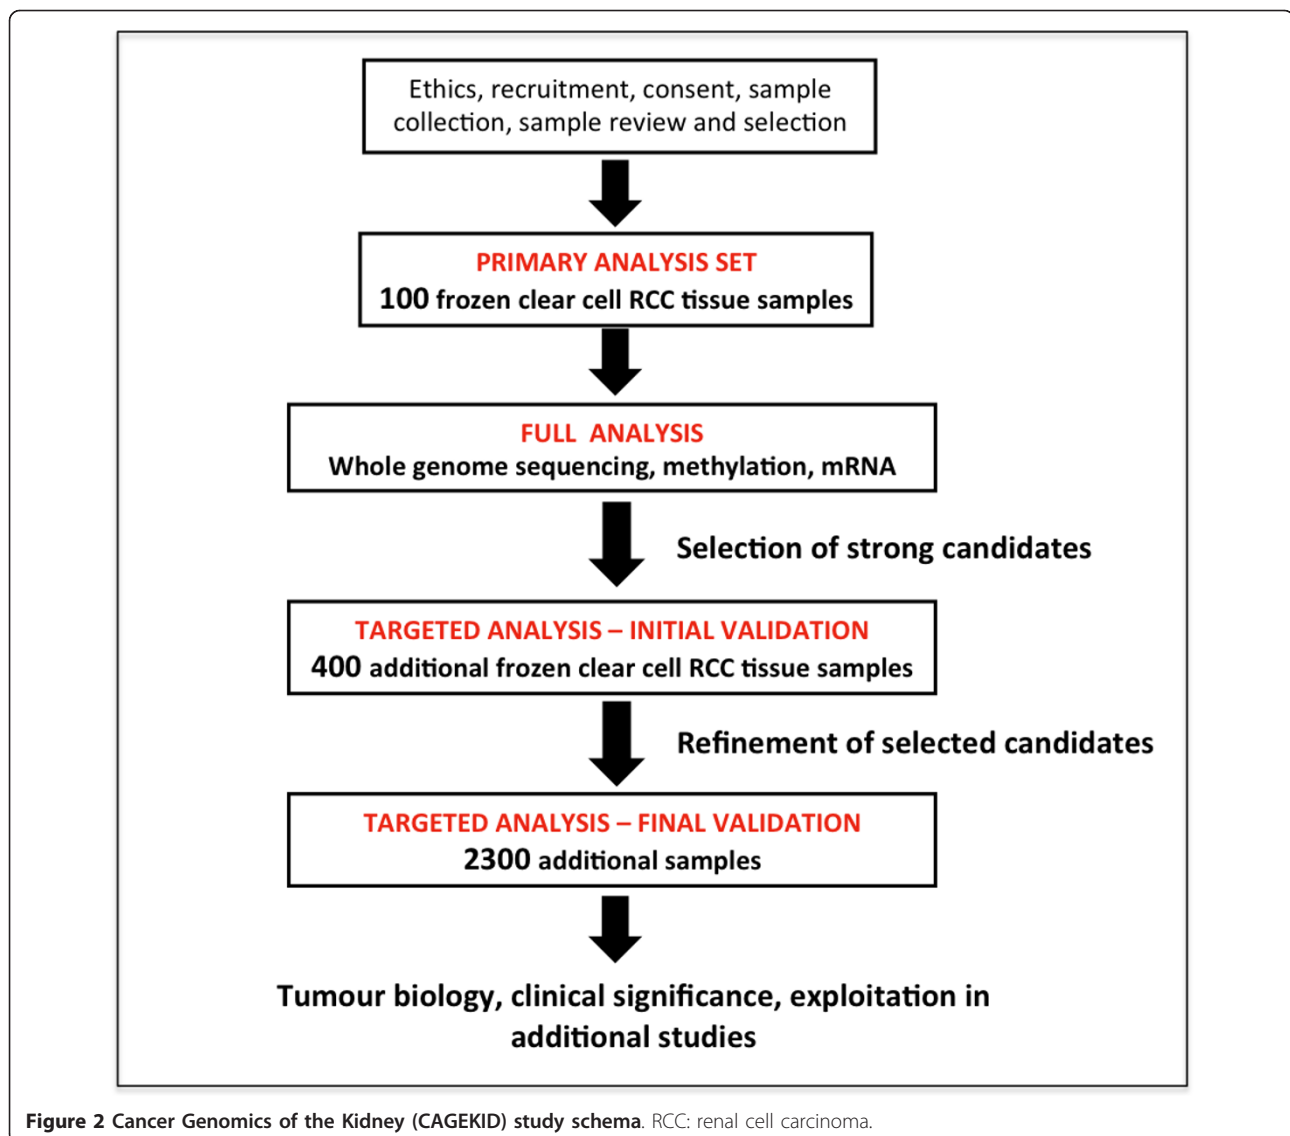 Ethics, recruitment, consent, sample
collection, sample review and selection
PRIMARY ANALYSIS SET
100 frozen clear cell RCC tissue samples
FULL ANALYSIS
Whole genome sequencing, methylation, mRNA
Selection of strong candidates
TARGETED ANALYSIS – INITIAL VALIDATION
400 additional frozen clear cell RCC tissue samples
Refinement of selected candidates
TARGETED ANALYSIS – FINAL VALIDATION
2300 additional samples
Tumour biology, clinical significance, exploitation in
additional studies
Figure 2 Cancer Genomics of the Kidney (CAGEKID) study schema. RCC: renal cell carcinoma.